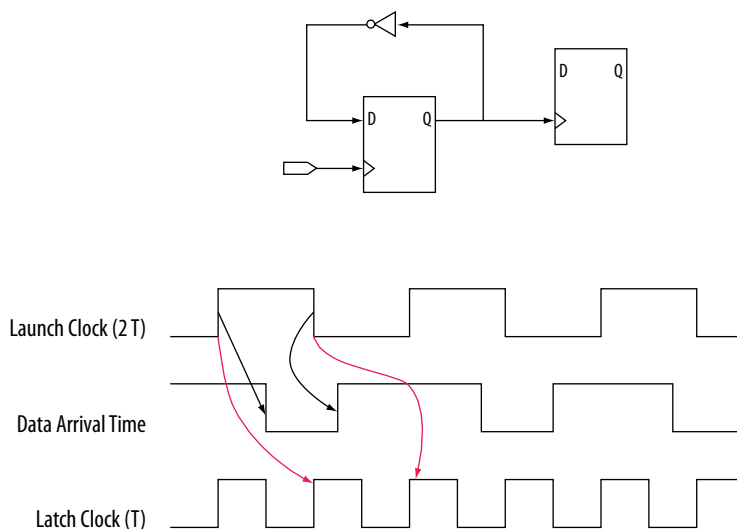 D Q
D Q
Launch Clock (2 T)
Data Arrival Time
Latch Clock (T)